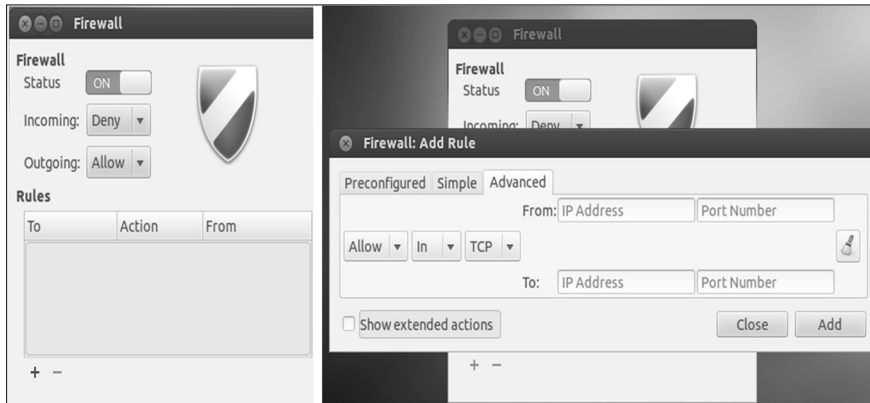 Firewall
Firewall
Status ON
Incoming: Deny
Outgoing: Allow
Rules
To Action From
+ −
Firewall
Firewall
Status ON
Incoming: Deny
Firewall: Add Rule
Preconfigured Simple Advanced
From: IP Address Port Number
Allow In TCP
To: IP Address Port Number
Show extended actions Close Add
+ −